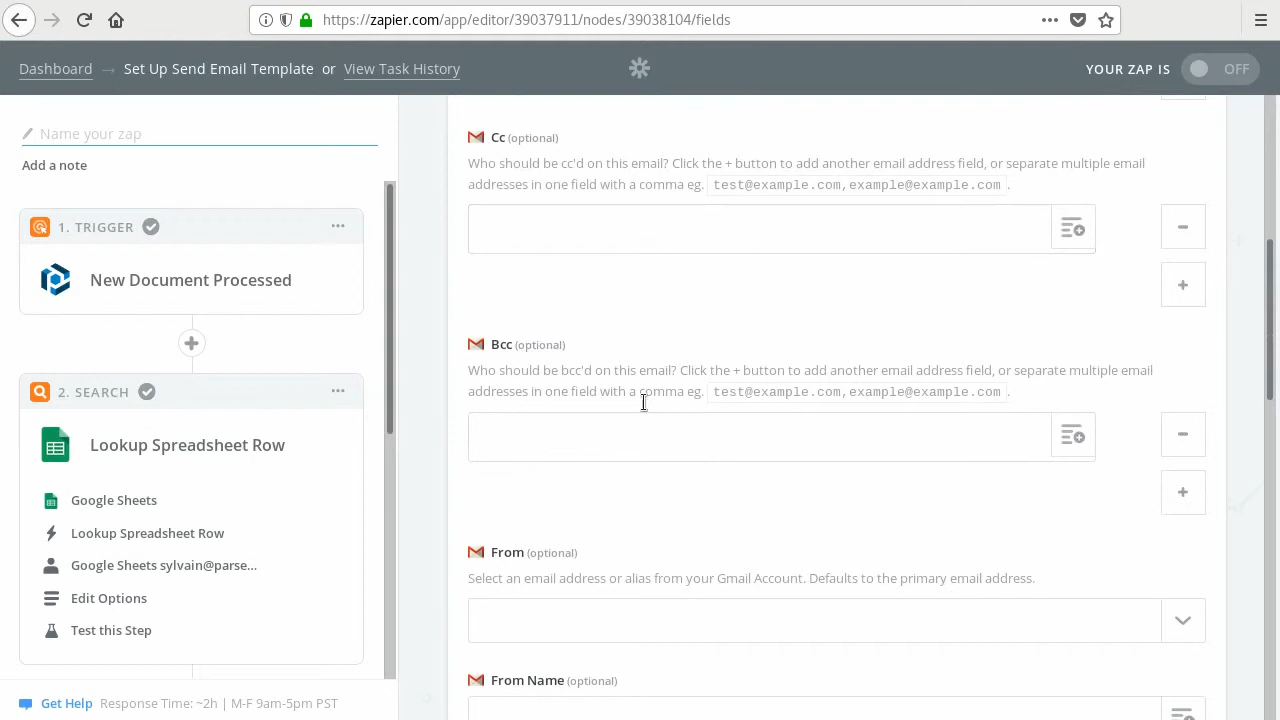 https://zapier.com/app/editor/39037911/nodes/39038104/fields
Dashboard → Set Up Send Email Template or View Task History
YOUR ZAP IS OFF
Name your zap
Add a note
1. TRIGGER
New Document Processed
2. SEARCH
Lookup Spreadsheet Row
Google Sheets
Lookup Spreadsheet Row
Google Sheets sylvain@parse...
Edit Options
Test this Step
Get Help Response Time: ~2h | M-F 9am-5pm PST
Cc (optional)
Who should be cc'd on this email? Click the + button to add another email address field, or separate multiple email
addresses in one field with a comma eg. test@example.com,example@example.com .
Bcc (optional)
Who should be bcc'd on this email? Click the + button to add another email address field, or separate multiple email
addresses in one field with a comma eg. test@example.com,example@example.com .
From (optional)
Select an email address or alias from your Gmail Account. Defaults to the primary email address.
From Name (optional)